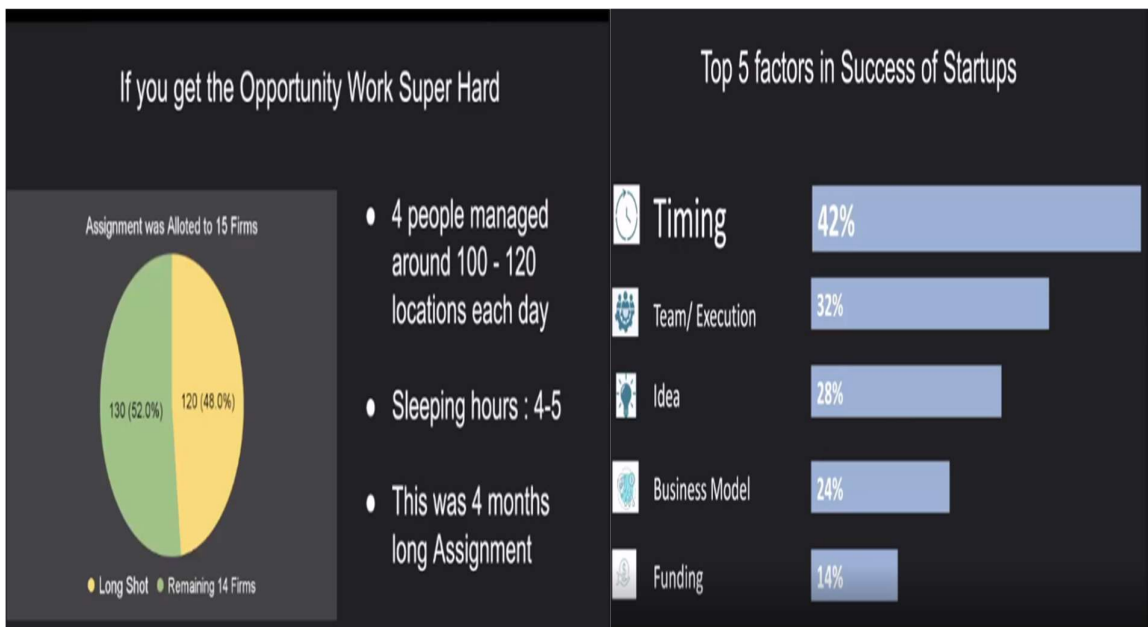 If you get the Opportunity Work Super Hard
Assignment was Alloted to 15 Firms
130 (52.0%)
120 (48.0%)
Long Shot
Remaining 14 Firms
4 people managed
around 100 - 120
locations each day
Sleeping hours : 4-5
This was 4 months
long Assignment
Top 5 factors in Success of Startups
Timing
42%
Team/ Execution
32%
Idea
28%
Business Model
24%
Funding
14%